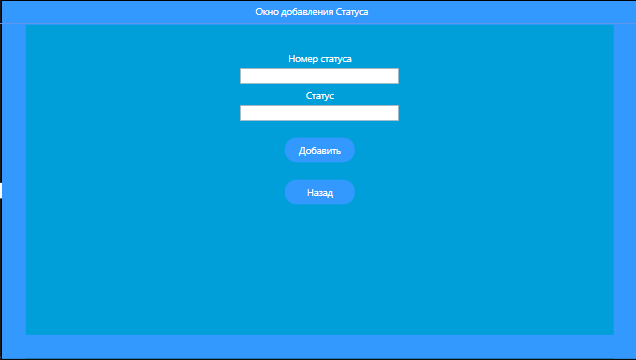 Окно добавления Статуса
Номер статуса
Статус
Добавить
Назад